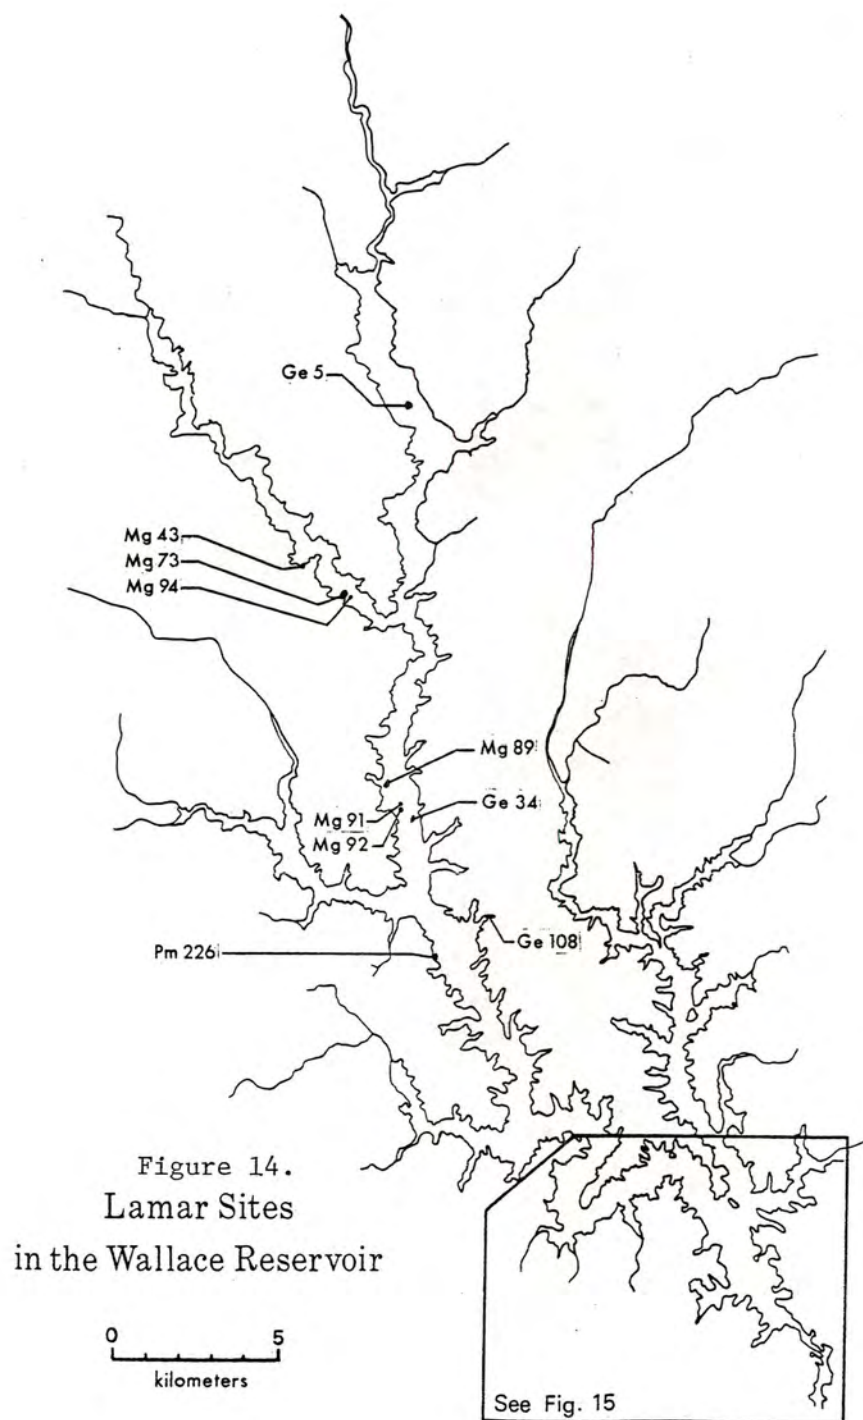 Ge 5
Mg 43
Mg 73
Mg 94
Mg 89
Ge 34
Mg 91
Mg 92
Ge 108
Pm 226
Figure 14.
Lamar Sites
in the Wallace Reservoir
0 5
kilometers
See Fig. 15